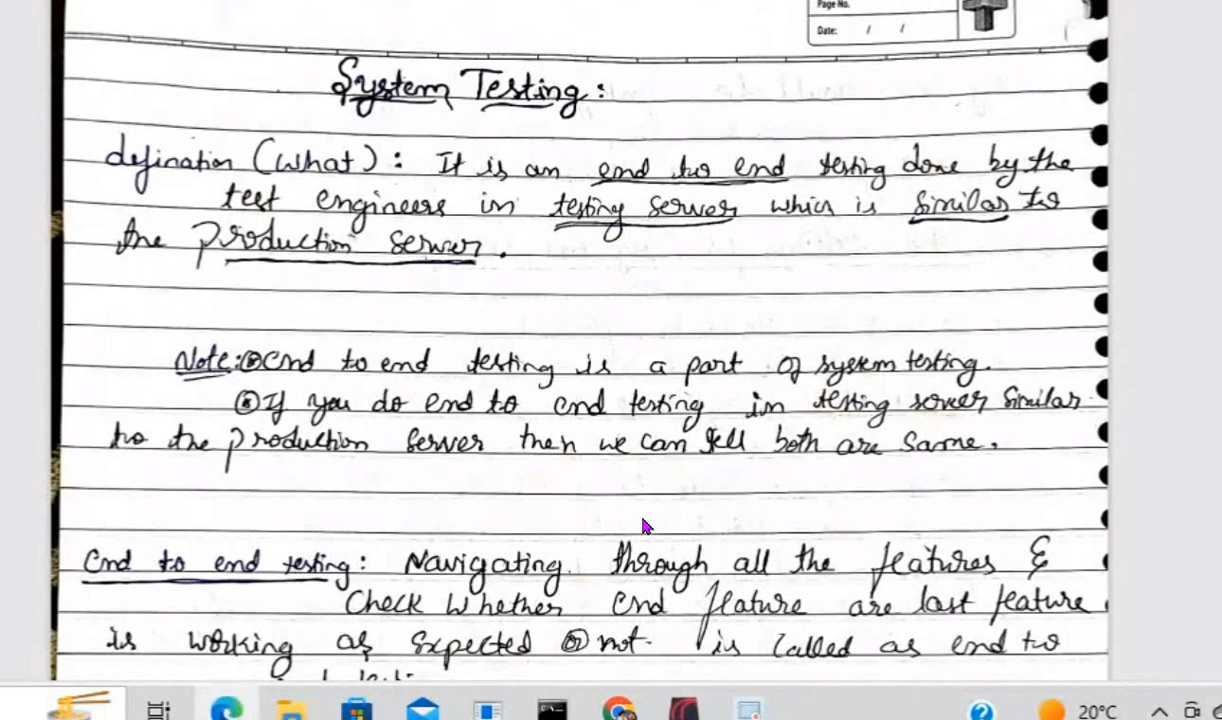 Page No.
Date: / /
System Testing:
defination (what): It is an end to end testing done by the
test engineers in testing server which is similar to
the production server.
Note: ⦿ End to end testing is a part of system testing.
⦿ If you do end to end testing in testing server similar
to the production server then we can tell both are same.
End to end testing: Navigating through all the features &
Check whether end feature are last feature
is working as expected or not is called as end to
20°C